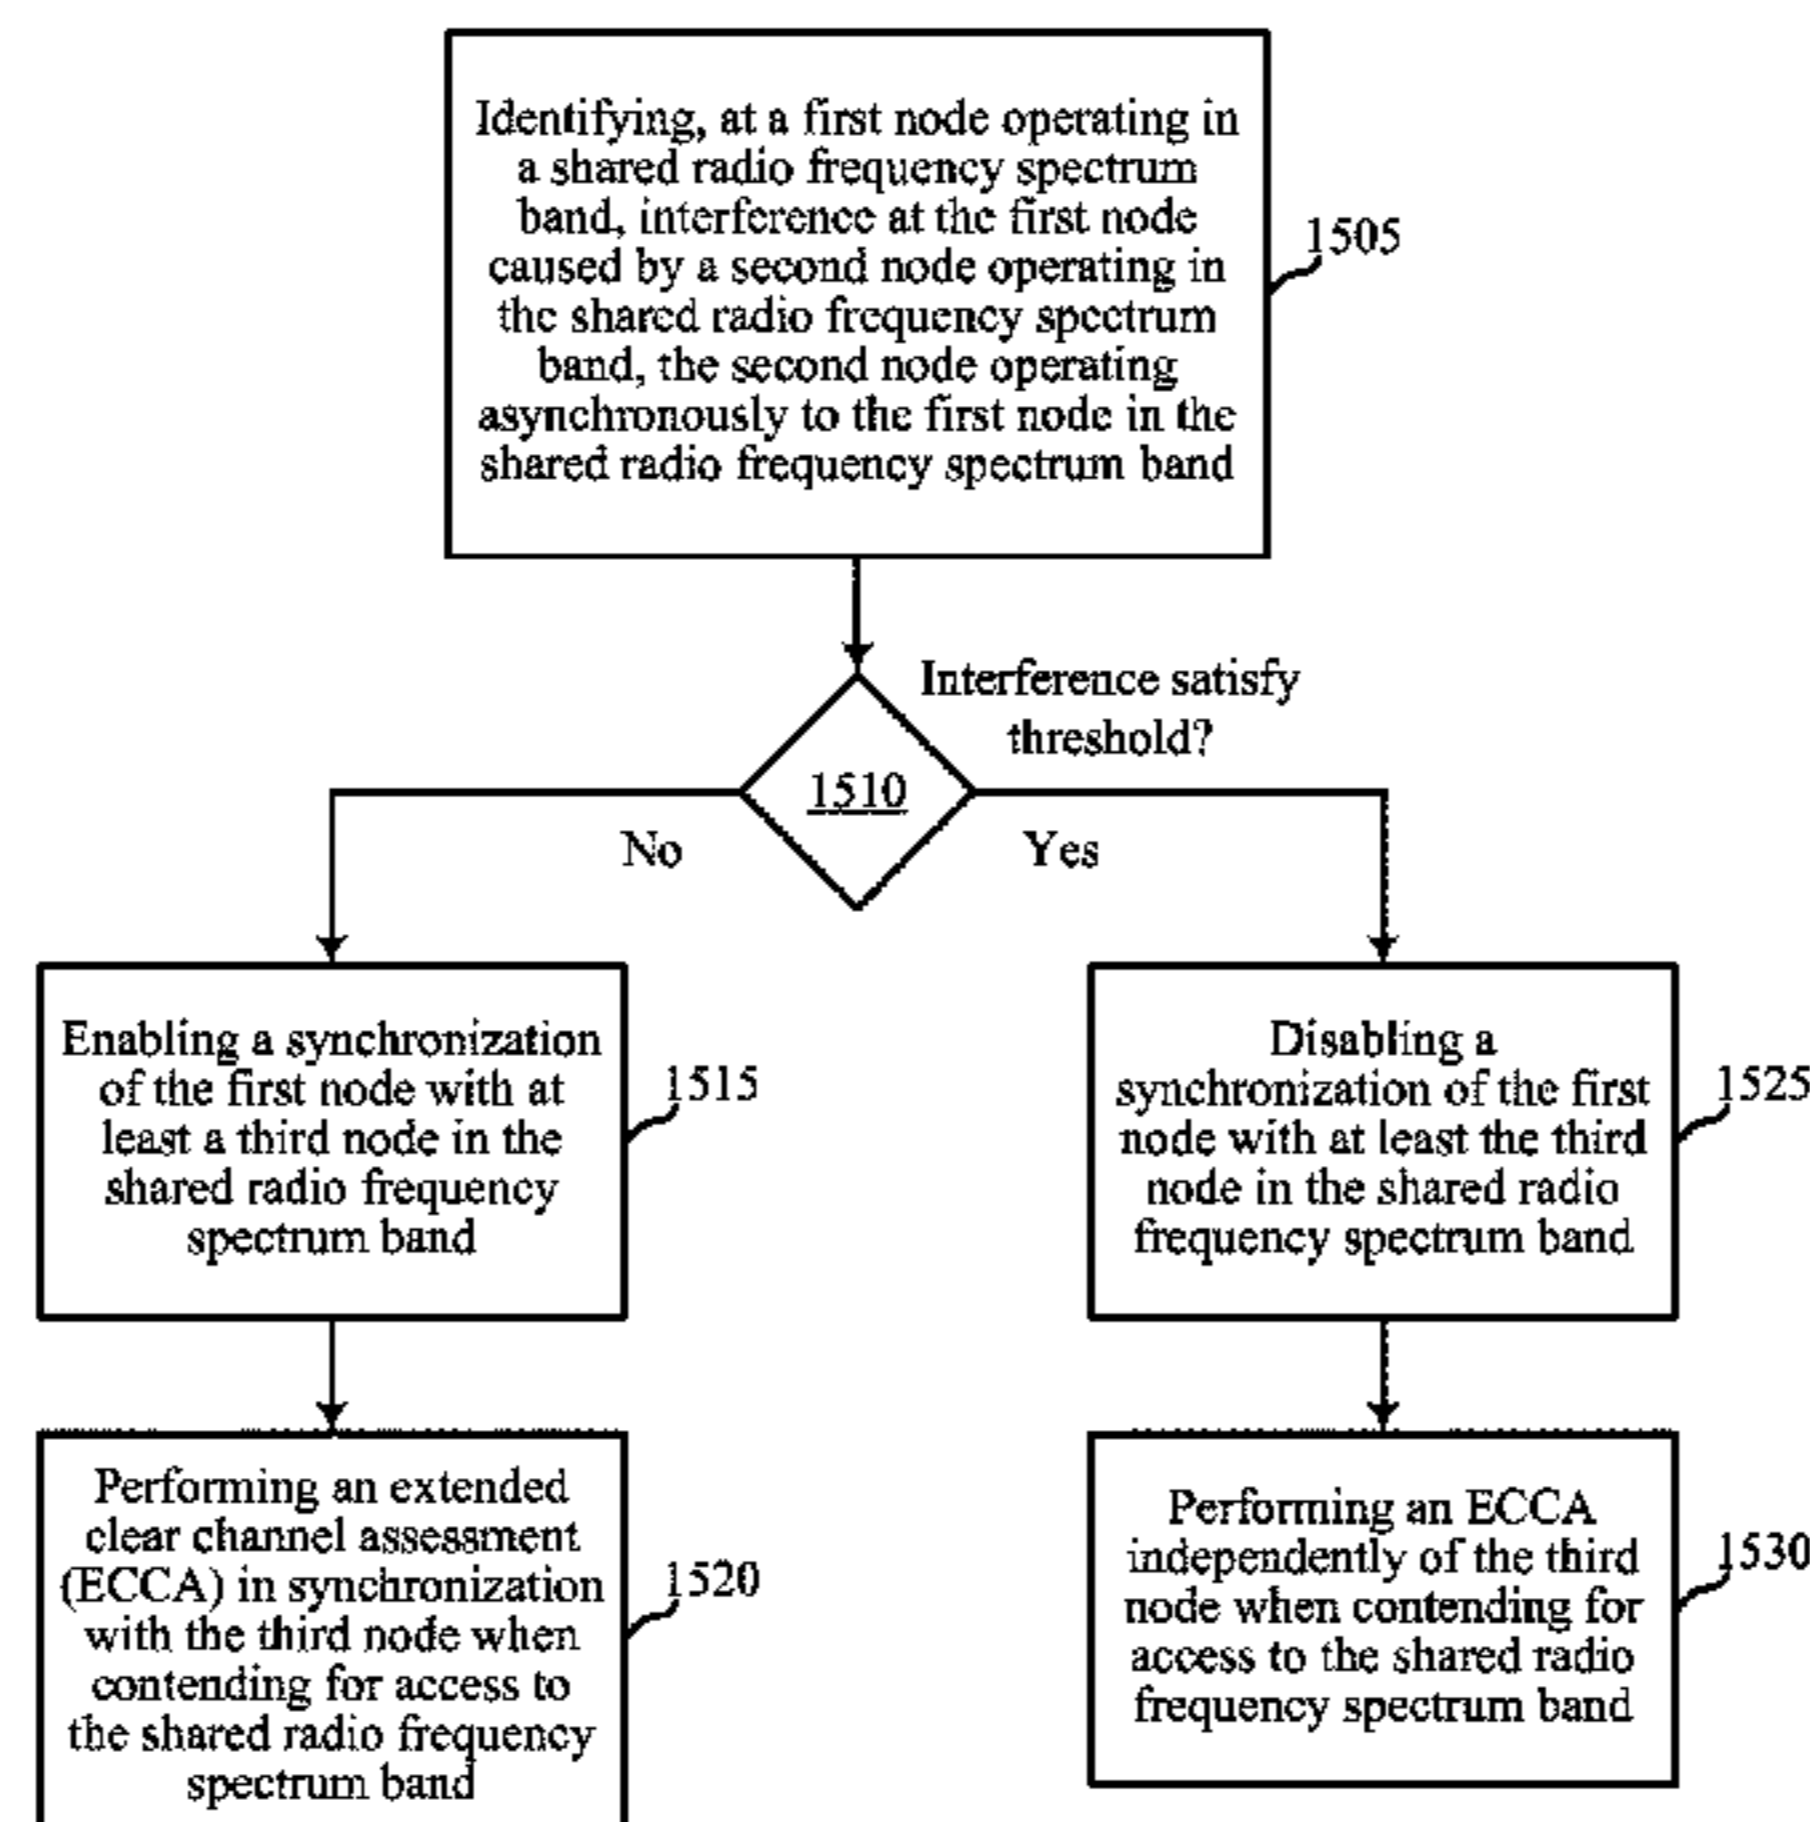 Identifying, at a first node operating in
a shared radio frequency spectrum
band, interference at the first node
caused by a second node operating in
the shared radio frequency spectrum
band, the second node operating
asynchronously to the first node in the
shared radio frequency spectrum band
1505
Interference satisfy
threshold?
1510
No
Yes
Enabling a synchronization
of the first node with at
least a third node in the
shared radio frequency
spectrum band
1515
Disabling a
synchronization of the first
node with at least the third
node in the shared radio
frequency spectrum band
1525
Performing an extended
clear channel assessment
(ECCA) in synchronization
with the third node when
contending for access to
the shared radio frequency
spectrum band
1520
Performing an ECCA
independently of the third
node when contending for
access to the shared radio
frequency spectrum band
1530